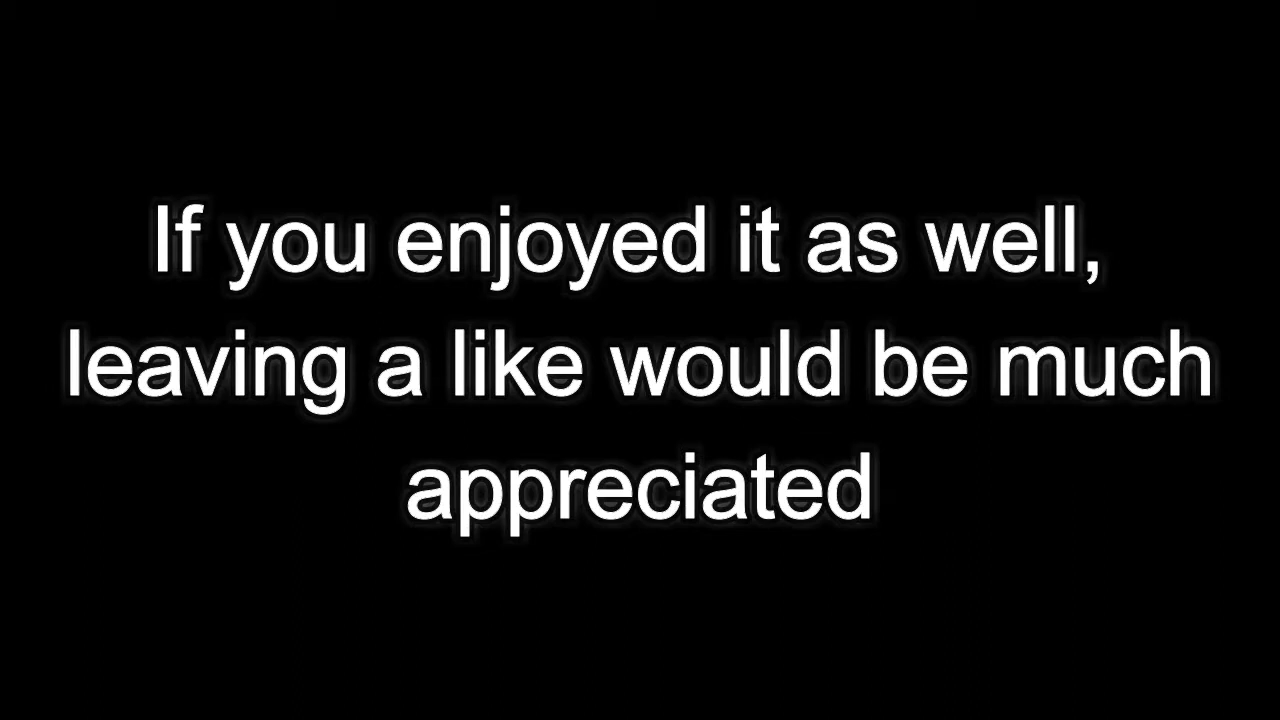 If you enjoyed it as well,
leaving a like would be much
appreciated